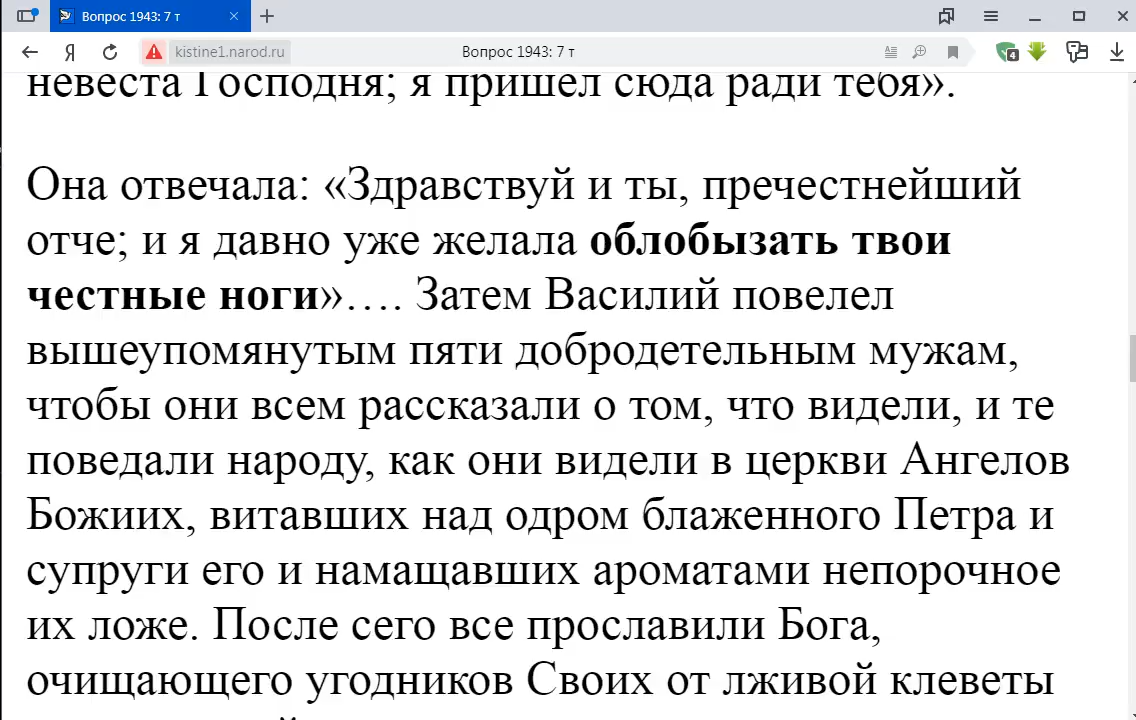 Вопрос 1943: 7 т
kistine1.narod.ru
Вопрос 1943: 7 т
4
невеста Господня; я пришел сюда ради тебя».
Она отвечала: «Здравствуй и ты, пречестнейший
отче; и я давно уже желала облобызать твои
честные ноги»…. Затем Василий повелел
вышеупомянутым пяти добродетельным мужам,
чтобы они всем рассказали о том, что видели, и те
поведали народу, как они видели в церкви Ангелов
Божиих, витавших над одром блаженного Петра и
супруги его и намащавших ароматами непорочное
их ложе. После сего все прославили Бога,
очищающего угодников Своих от лживой клеветы